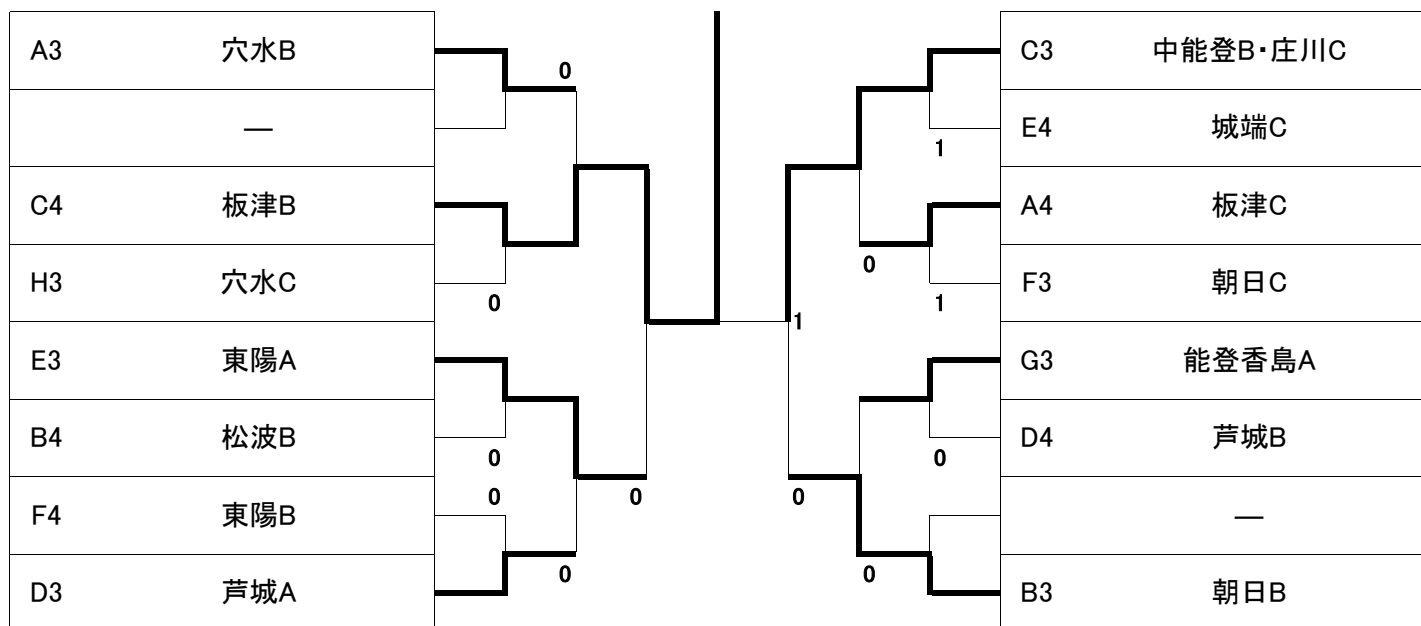 A3 穴水B
0
—
C4 板津B
H3 穴水C
0
E3 東陽A
B4 松波B
0
F4 東陽B
0
0
D3 芦城A
0
1
C3 中能登B・庄川C
E4 城端C
1
A4 板津C
0
F3 朝日C
1
G3 能登香島A
D4 芦城B
0
0
—
B3 朝日B
0